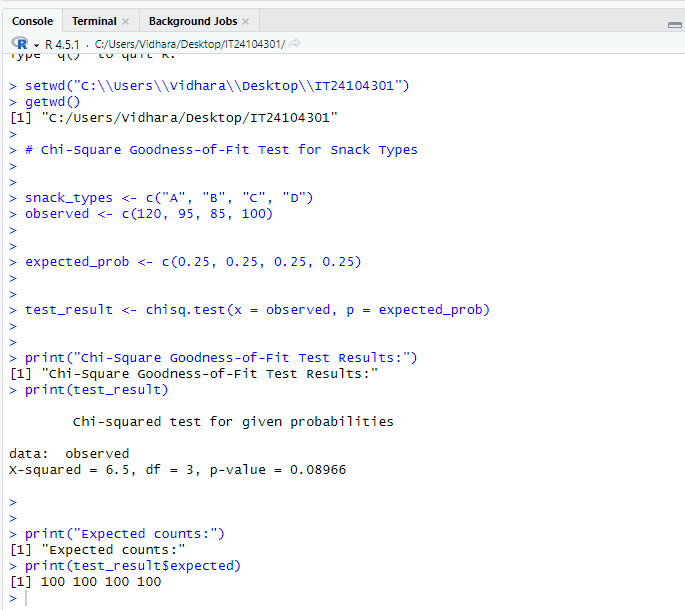 Console Terminal × Background Jobs ×
R 4.5.1 · C:/Users/Vidhara/Desktop/IT24104301/
Type 'q()' to quit R.
> setwd("C:\\Users\\Vidhara\\Desktop\\IT24104301")
> getwd()
[1] "C:/Users/Vidhara/Desktop/IT24104301"
>
> # Chi-Square Goodness-of-Fit Test for Snack Types
>
>
> snack_types <- c("A", "B", "C", "D")
> observed <- c(120, 95, 85, 100)
>
>
> expected_prob <- c(0.25, 0.25, 0.25, 0.25)
>
>
> test_result <- chisq.test(x = observed, p = expected_prob)
>
>
> print("Chi-Square Goodness-of-Fit Test Results:")
[1] "Chi-Square Goodness-of-Fit Test Results:"
> print(test_result)
Chi-squared test for given probabilities
data:  observed
X-squared = 6.5, df = 3, p-value = 0.08966
>
>
> print("Expected counts:")
[1] "Expected counts:"
> print(test_result$expected)
[1] 100 100 100 100
>